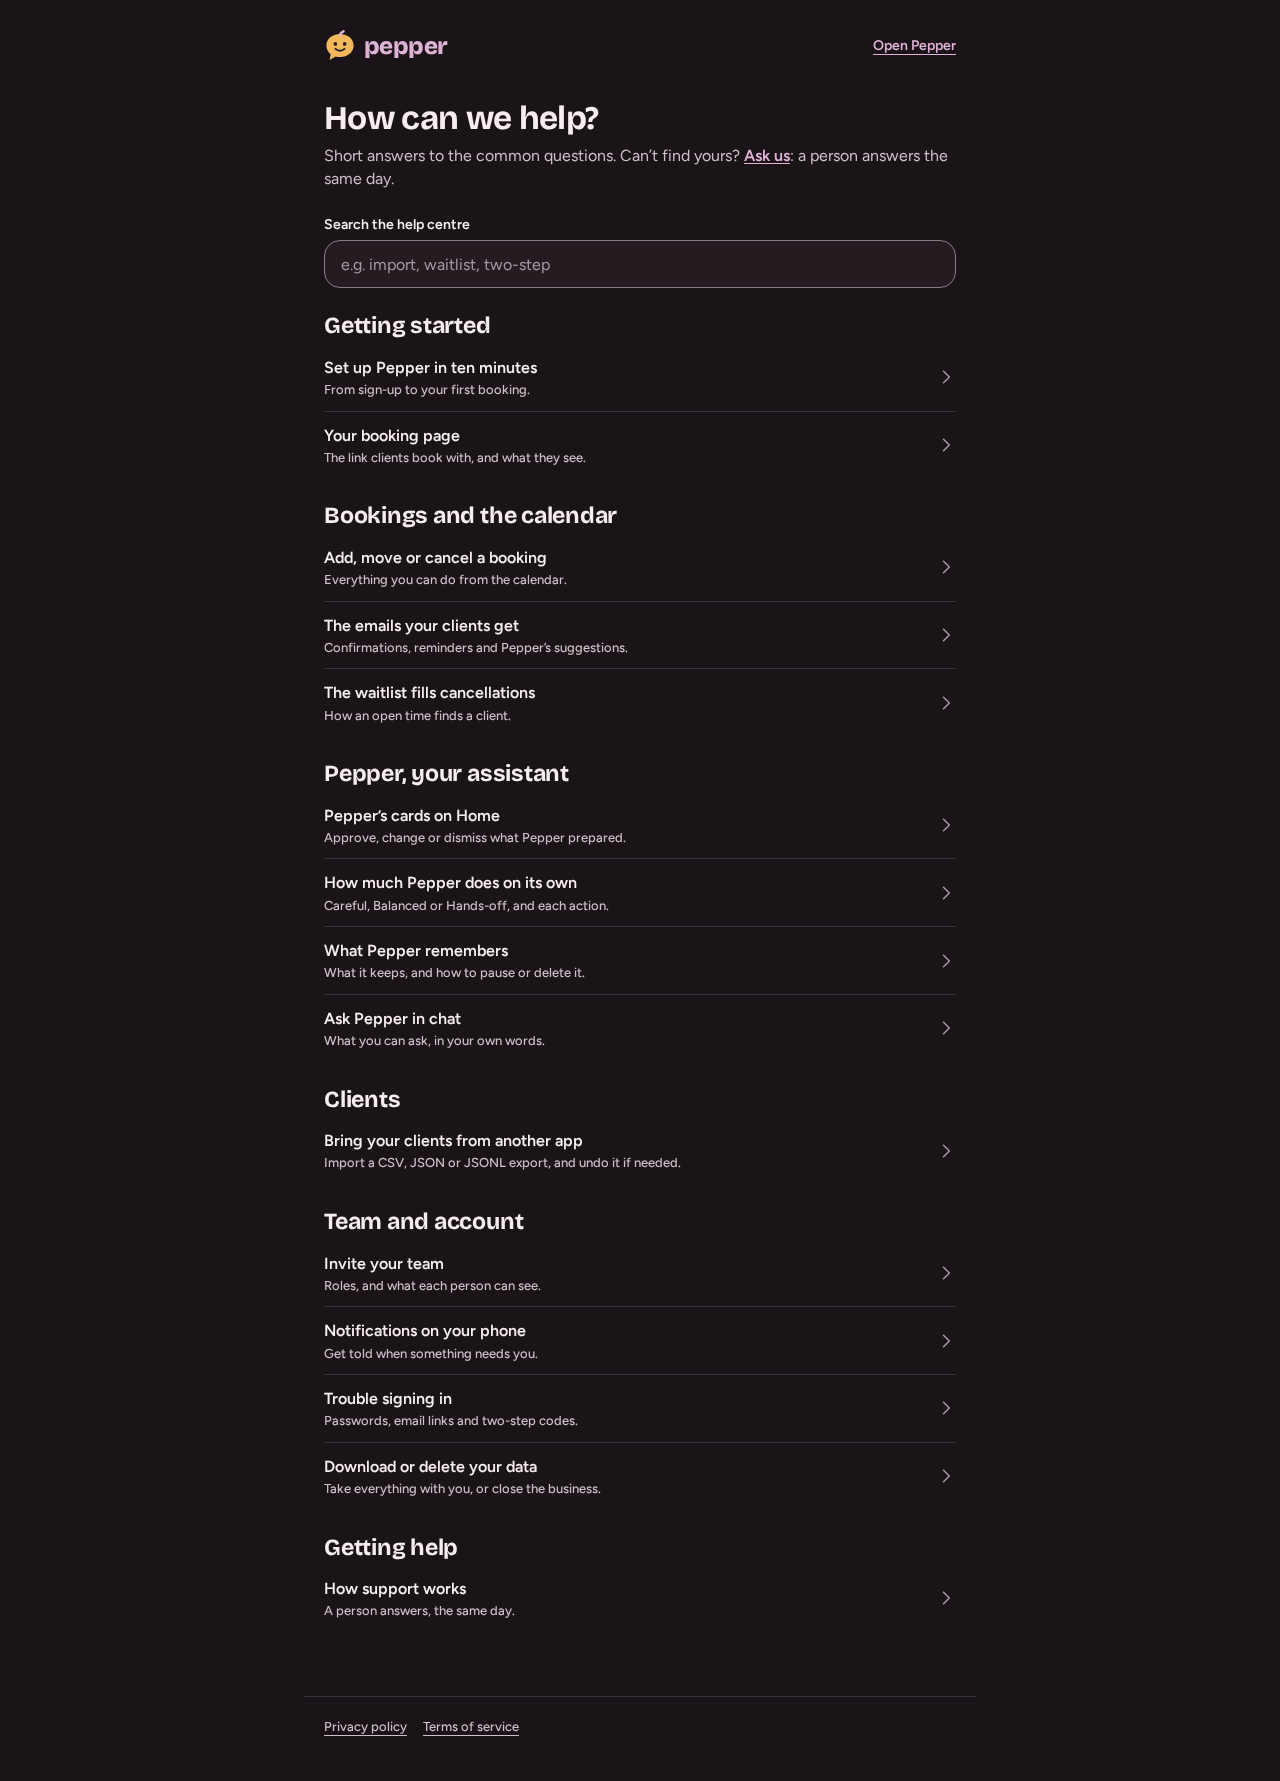 pepper
Open Pepper
How can we help?
Short answers to the common questions. Can’t find yours? Ask us: a person answers the
same day.
Search the help centre
e.g. import, waitlist, two-step
Getting started
Set up Pepper in ten minutes
From sign-up to your first booking.
Your booking page
The link clients book with, and what they see.
Bookings and the calendar
Add, move or cancel a booking
Everything you can do from the calendar.
The emails your clients get
Confirmations, reminders and Pepper’s suggestions.
The waitlist fills cancellations
How an open time finds a client.
Pepper, your assistant
Pepper’s cards on Home
Approve, change or dismiss what Pepper prepared.
How much Pepper does on its own
Careful, Balanced or Hands-off, and each action.
What Pepper remembers
What it keeps, and how to pause or delete it.
Ask Pepper in chat
What you can ask, in your own words.
Clients
Bring your clients from another app
Import a CSV, JSON or JSONL export, and undo it if needed.
Team and account
Invite your team
Roles, and what each person can see.
Notifications on your phone
Get told when something needs you.
Trouble signing in
Passwords, email links and two-step codes.
Download or delete your data
Take everything with you, or close the business.
Getting help
How support works
A person answers, the same day.
Privacy policy
Terms of service